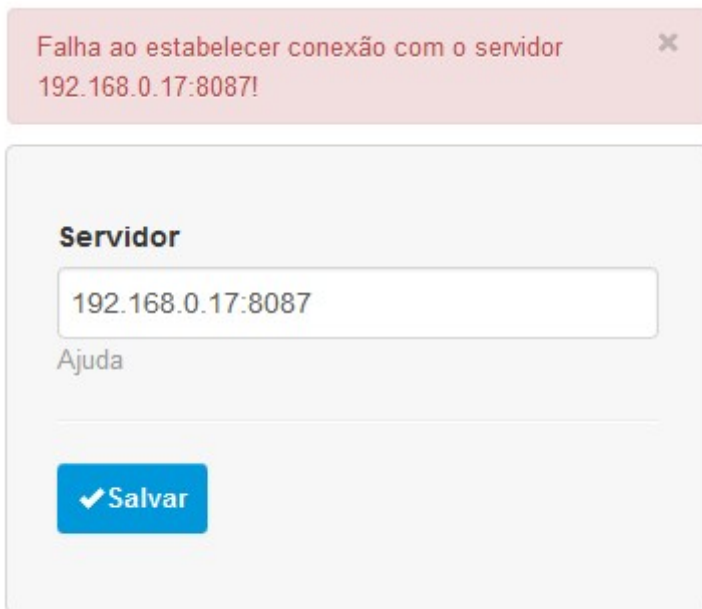 Falha ao estabelecer conexão com o servidor
192.168.0.17:8087!
Servidor
192.168.0.17:8087
Ajuda
Salvar